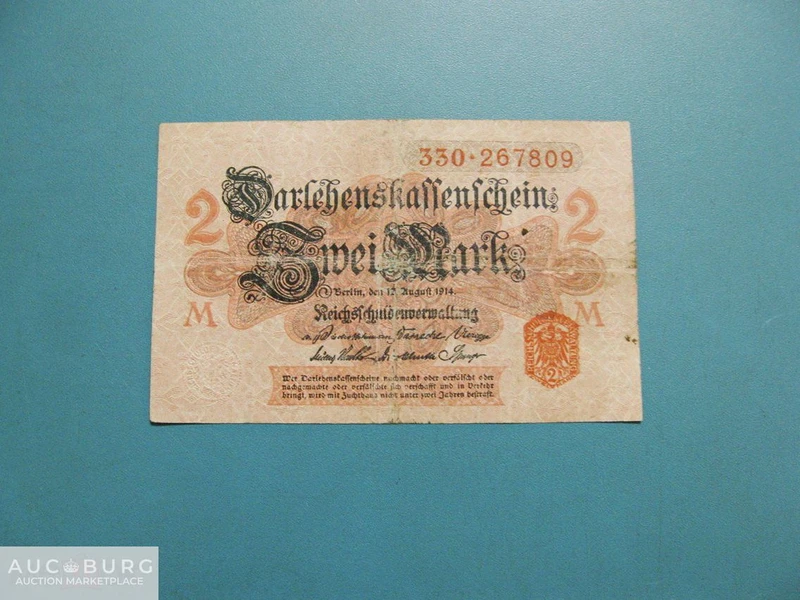 330·267809
Darlehenskassenschein
2 2
Zwei Mark
Berlin, den 12. August 1914.
M M
Reichsschuldenverwaltung
Wer Darlehenskassenscheine nachmacht oder verfälscht oder
nachgemachte oder verfälschte sich verschafft und in Verkehr
bringt, wird mit Zuchthaus nicht unter zwei Jahren bestraft.
2
AUCBURG
AUCTION MARKETPLACE